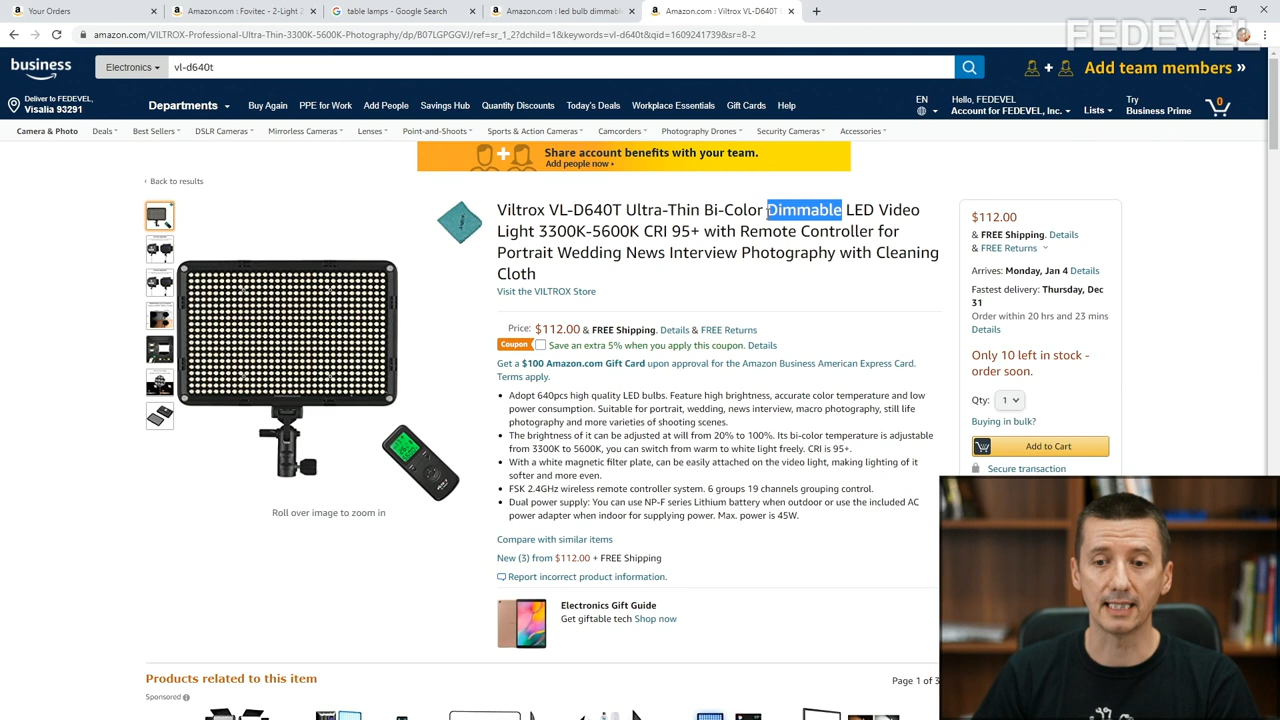 Your Orders
Amazon.com : Fovitec - 2-Light 2
table lamps - Google Search
Amazon.com : led bulb dimmable
Amazon.com : Viltrox VL-D640T
FEDEVEL
amazon.com/VILTROX-Professional-Ultra-Thin-3300K-5600K-Photography/dp/B07LGPGGVJ/ref=sr_1_2?dchild=1&keywords=vl-d640t&qid=1609241739&sr=8-2
business
Electronics
vl-d640t
Add team members »
Deliver to FEDEVEL,
Visalia 93291
Departments
Buy Again
PPE for Work
Add People
Savings Hub
Quantity Discounts
Today's Deals
Workplace Essentials
Gift Cards
Help
EN
Hello, FEDEVEL
Account for FEDEVEL, Inc.
Lists
Try
Business Prime
0
Camera & Photo
Deals
Best Sellers
DSLR Cameras
Mirrorless Cameras
Lenses
Point-and-Shoots
Sports & Action Cameras
Camcorders
Photography Drones
Security Cameras
Accessories
Share account benefits with your team.
Add people now ›
‹ Back to results
Viltrox VL-D640T Ultra-Thin Bi-Color Dimmable LED Video
Light 3300K-5600K CRI 95+ with Remote Controller for
Portrait Wedding News Interview Photography with Cleaning
Cloth
Visit the VILTROX Store
Price: $112.00 & FREE Shipping. Details & FREE Returns
Coupon Save an extra 5% when you apply this coupon. Details
Get a $100 Amazon.com Gift Card upon approval for the Amazon Business American Express Card.
Terms apply.
• Adopt 640pcs high quality LED bulbs. Feature high brightness, accurate color temperature and low
power consumption. Suitable for portrait, wedding, news interview, macro photography, still life
photography and more varieties of shooting scenes.
• The brightness of it can be adjusted at will from 20% to 100%. Its bi-color temperature is adjustable
from 3300K to 5600K, you can switch from warm to white light freely. CRI is 95+.
• With a white magnetic filter plate, can be easily attached on the video light, making lighting of it
softer and more even.
• FSK 2.4GHz wireless remote controller system. 6 groups 19 channels grouping control.
• Dual power supply: You can use NP-F series Lithium battery when outdoor or use the included AC
power adapter when indoor for supplying power. Max. power is 45W.
Compare with similar items
New (3) from $112.00 + FREE Shipping
Report incorrect product information.
Electronics Gift Guide
Get giftable tech Shop now
Roll over image to zoom in
$112.00
& FREE Shipping. Details
& FREE Returns
Arrives: Monday, Jan 4 Details
Fastest delivery: Thursday, Dec
31
Order within 20 hrs and 23 mins
Details
Only 10 left in stock -
order soon.
Qty: 1
Buying in bulk?
Add to Cart
Secure transaction
Products related to this item
Page 1 of 3
Sponsored